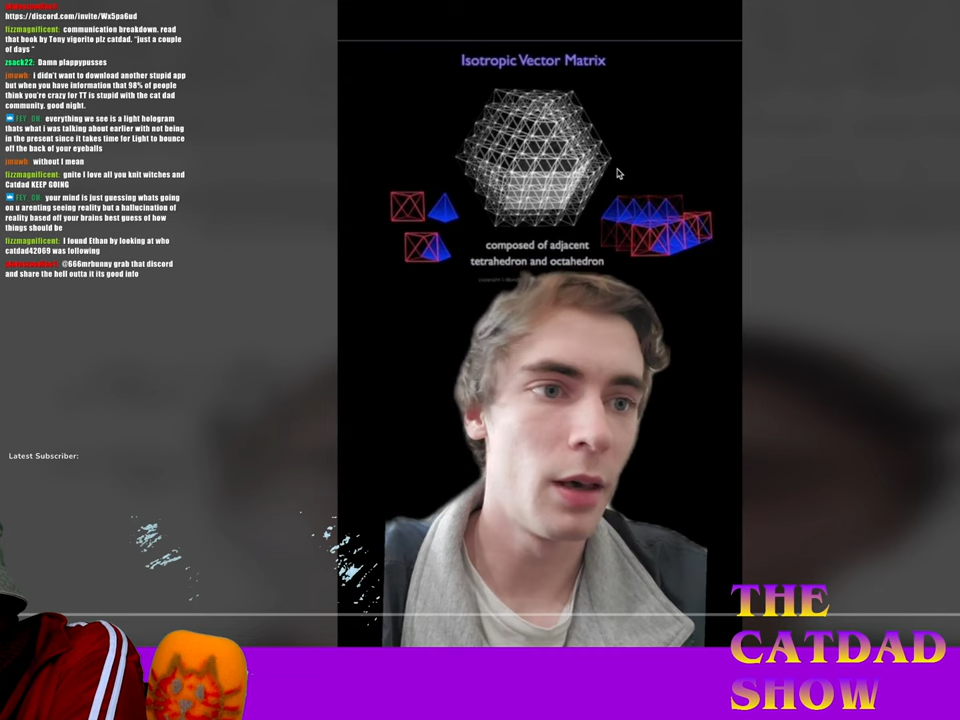 https://discord.com/invite/Wx5pa6ud
fizzmagnificent: communication breakdown. read
that book by Tony vigorito plz catdad. "just a couple
of days "
zsack22: Damn plappypusses
jmuwh: I didn't want to download another stupid app
but when you have information that 98% of people
think you're crazy for TT is stupid with the cat dad
community. good night.
FEY_OH: everything we see is a light hologram
thats what i was talking about earlier with not being
in the present since it takes time for Light to bounce
off the back of your eyeballs
jmuwh: without I mean
fizzmagnificent: gnite I love all you knit witches and
Catdad KEEP GOING
FEY_OH: your mind is just guessing whats going
on u arenting seeing reality but a hallucination of
reality based off your brains best guess of how
things should be
fizzmagnificent: I found Ethan by looking at who
catdad42069 was following
@666mrbunny grab that discord
and share the hell outta it its good info
Latest Subscriber:
Isotropic Vector Matrix
composed of adjacent
tetrahedron and octahedron
THE
CATDAD
SHOW